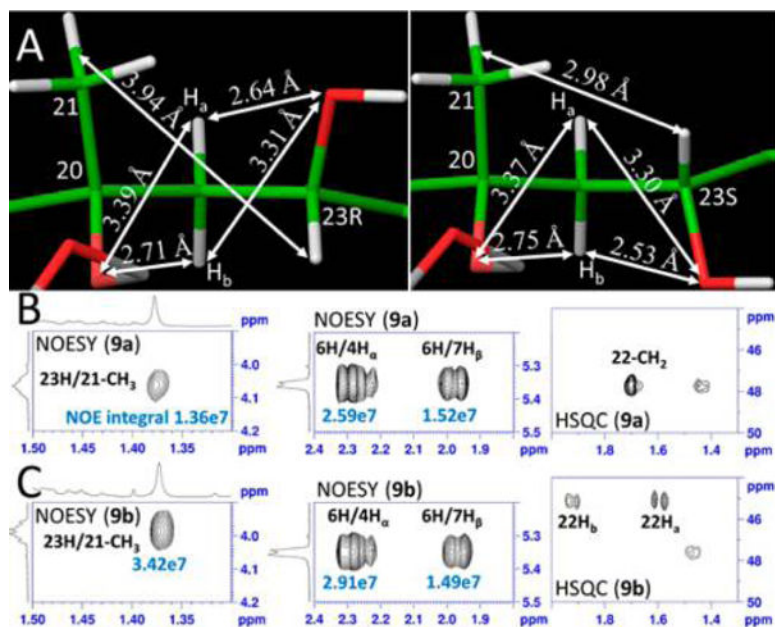 A
3.94 Å
2.64 Å
Hₐ
3.31 Å
21
20
3.39 Å
2.71 Å
H_b
23R
2.98 Å
21
Hₐ
20
3.37 Å
3.30 Å
23S
2.75 Å
2.53 Å
H_b
B
ppm
NOESY (9a)
23H/21-CH₃
NOE integral 1.36e7
4.0
4.1
4.2
1.50 1.45 1.40 1.35 ppm
ppm
NOESY (9a)
6H/4Hα 6H/7Hβ
2.59e7 1.52e7
5.3
5.4
2.4 2.3 2.2 2.1 2.0 1.9 ppm
ppm
22-CH₂
HSQC (9a)
46
48
50
1.8 1.6 1.4 ppm
C
ppm
NOESY (9b)
23H/21-CH₃
3.42e7
4.0
4.1
4.2
1.50 1.45 1.40 1.35 ppm
ppm
NOESY (9b)
6H/4Hα 6H/7Hβ
2.91e7 1.49e7
5.3
5.4
5.5
2.4 2.3 2.2 2.1 2.0 1.9 ppm
ppm
22H_b 22Hₐ
HSQC (9b)
46
48
50
1.8 1.6 1.4 ppm